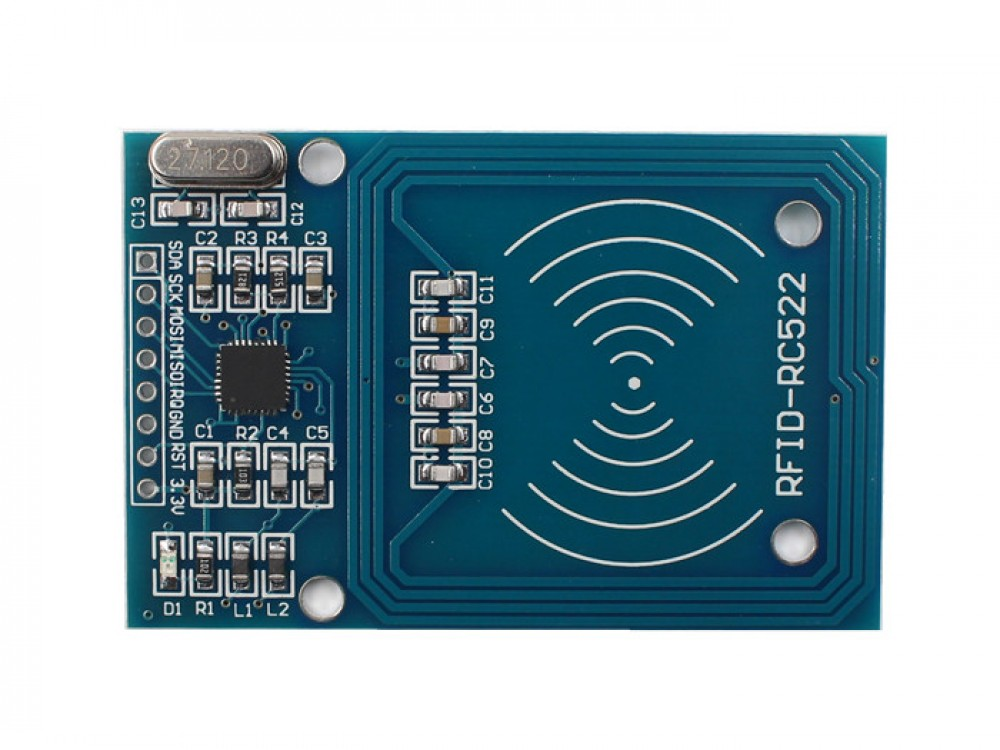 27.120
C13
C12
C2 R3 R4 C3
SDA SCK MOSI MISO IRQ GND RST 3.3V
C11
C9
C7
C6
C8
C10
RFID-RC522
C1 R2 C4 C5
D1 R1 L1 L2